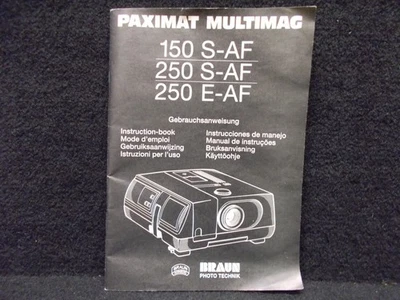 PAXIMAT MULTIMAG
150 S-AF
250 S-AF
250 E-AF
Gebrauchsanweisung
Instruction-book
Mode d'emploi
Gebruiksaanwijzing
Istruzioni per l'uso
Instrucciones de manejo
Manual de instruções
Bruksanvisning
Käyttöohje
BRAUN
PHOTO TECHNIK